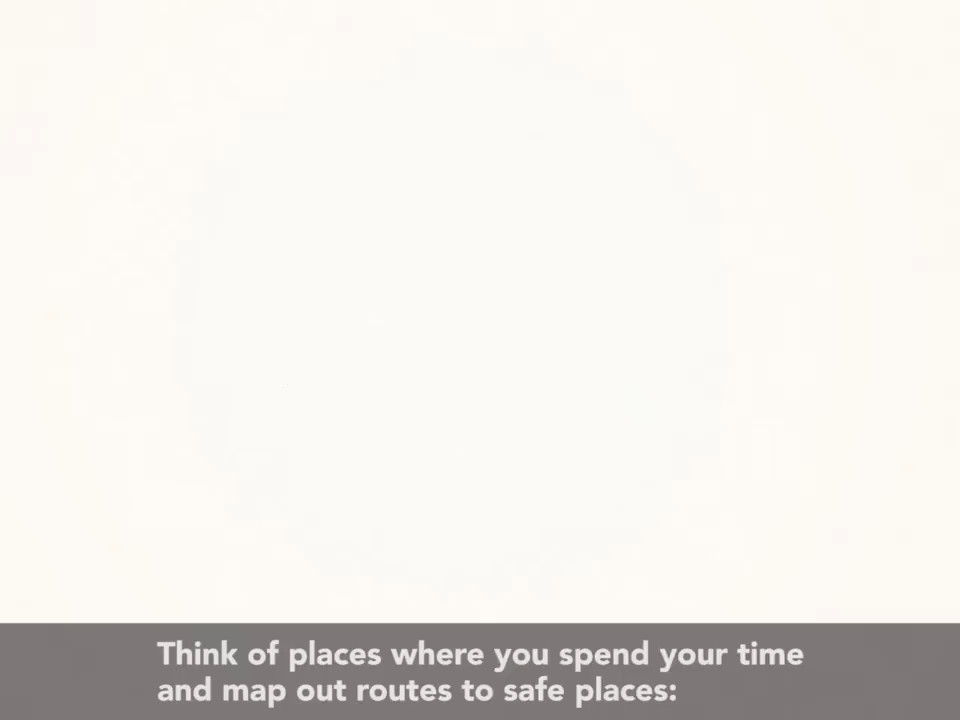 Think of places where you spend your time
and map out routes to safe places: